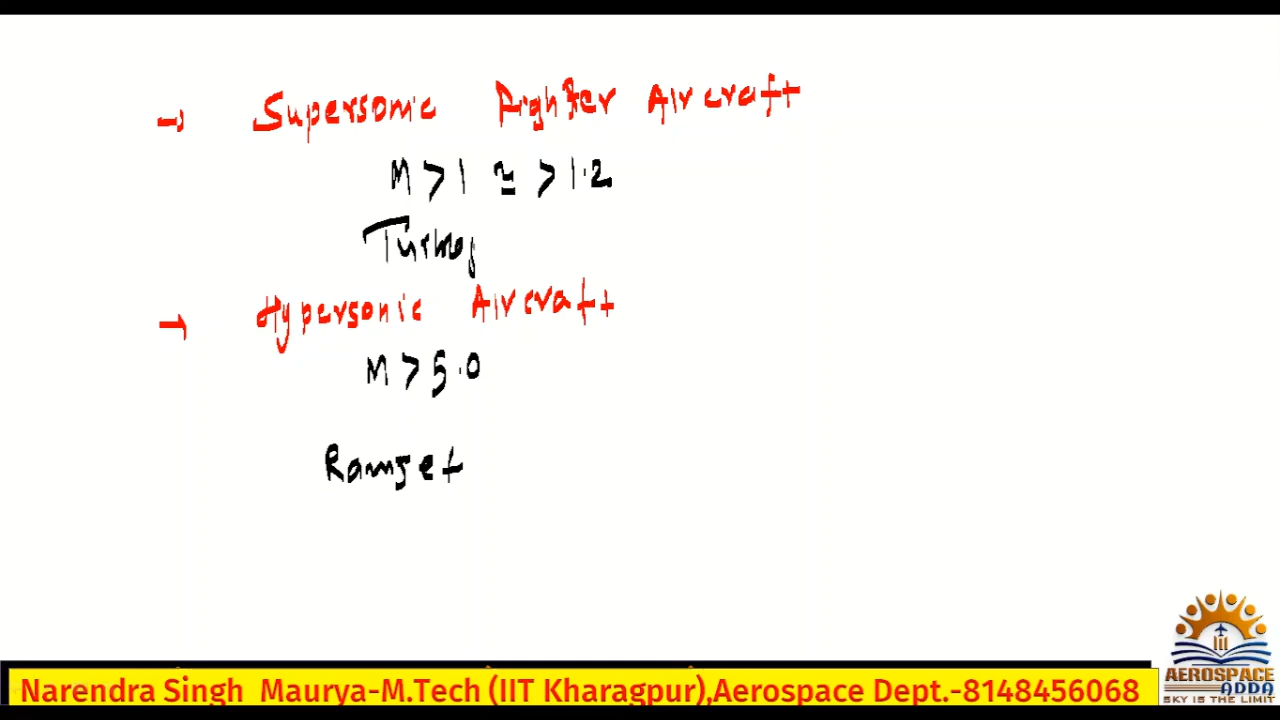 → Supersonic Fighter Aircraft
M > 1 ≅ > 1.2
→ Hypersonic Aircraft
M > 5.0
Ramjet
Narendra Singh Maurya-M.Tech (IIT Kharagpur),Aerospace Dept.-8148456068
AEROSPACE
ADDA
SKY IS THE LIMIT